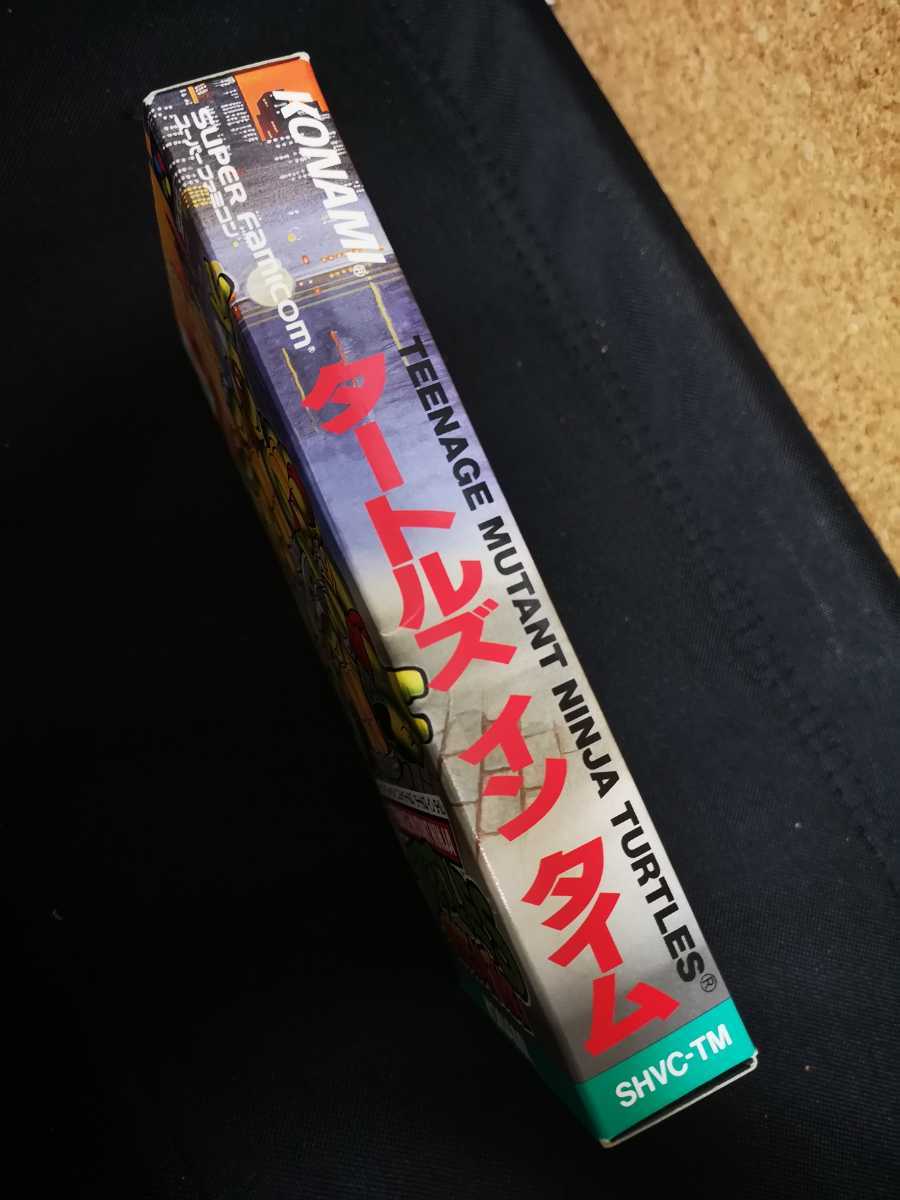 KONAMI®
SUPER Famicom®
スーパーファミコン
TEENAGE MUTANT NINJA TURTLES®
タートルズ イン タイム
SHVC-TM